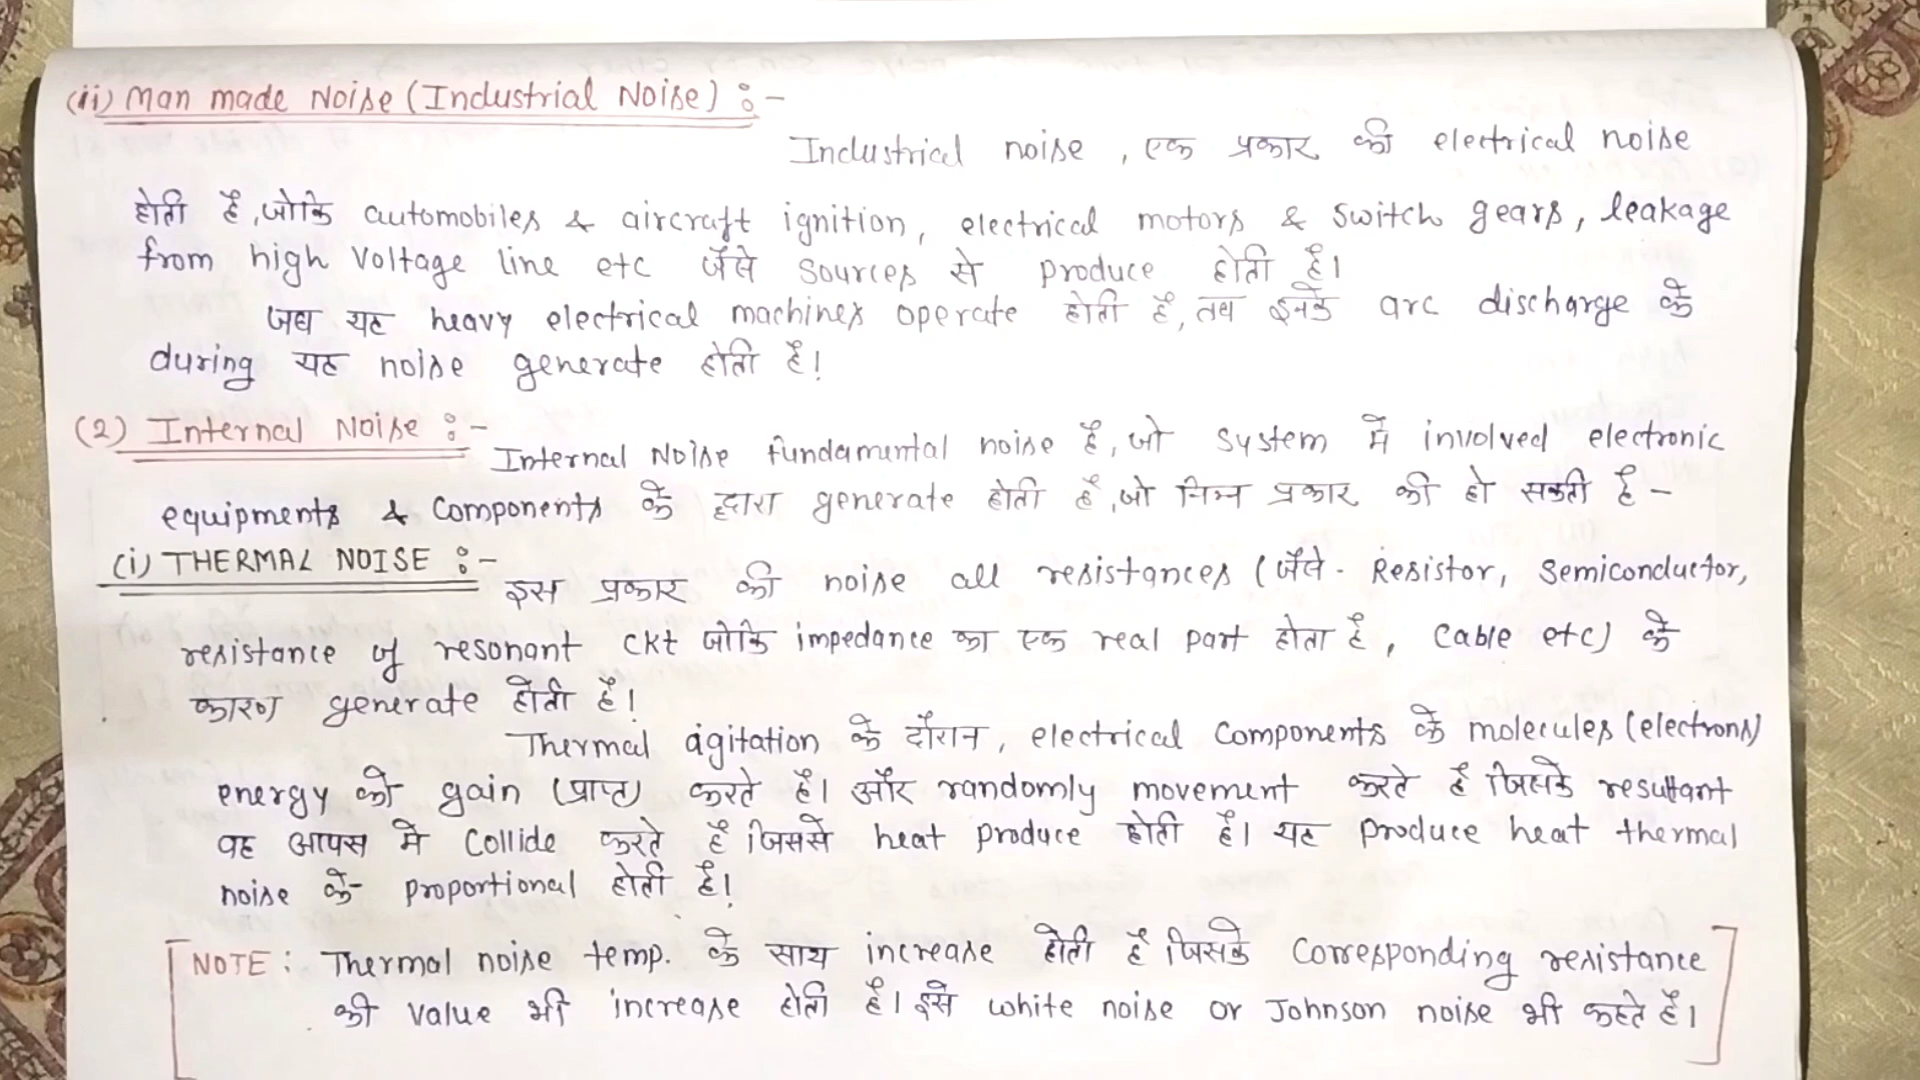 (ii) Man made Noise (Industrial Noise) :-
Industrial noise , एक प्रकार की electrical noise
होती है ,जोकि automobiles & aircraft ignition, electrical motors & switch gears, leakage
from high voltage line etc जैसे sources से produce होती है।
जब यह heavy electrical machines operate होती है, तब इनके arc discharge के
during यह noise generate होती है।
(2) Internal Noise :-
Internal Noise fundamental noise है, जो system में involved electronic
equipments & Components के द्वारा generate होती है ,जो निम्न प्रकार की हो सकती है -
(i) THERMAL NOISE :-
इस प्रकार की noise all resistances (जैसे - Resistor, Semiconductor,
resistance of resonant ckt जोकि impedance का एक real part होता है , Cable etc) के
कारण generate होती है।
Thermal agitation के दौरान, electrical components के molecules (electrons)
energy को gain (प्राप्त) करते है। और randomly movement करते है जिसके resultant
वह आपस मे collide करते है जिससे heat produce होती है। यह produce heat thermal
noise के proportional होती है।
NOTE : Thermal noise temp. के साथ increase होती है जिसके Corresponding resistance
की value भी increase होती है। इसे white noise or Johnson noise भी कहते है।